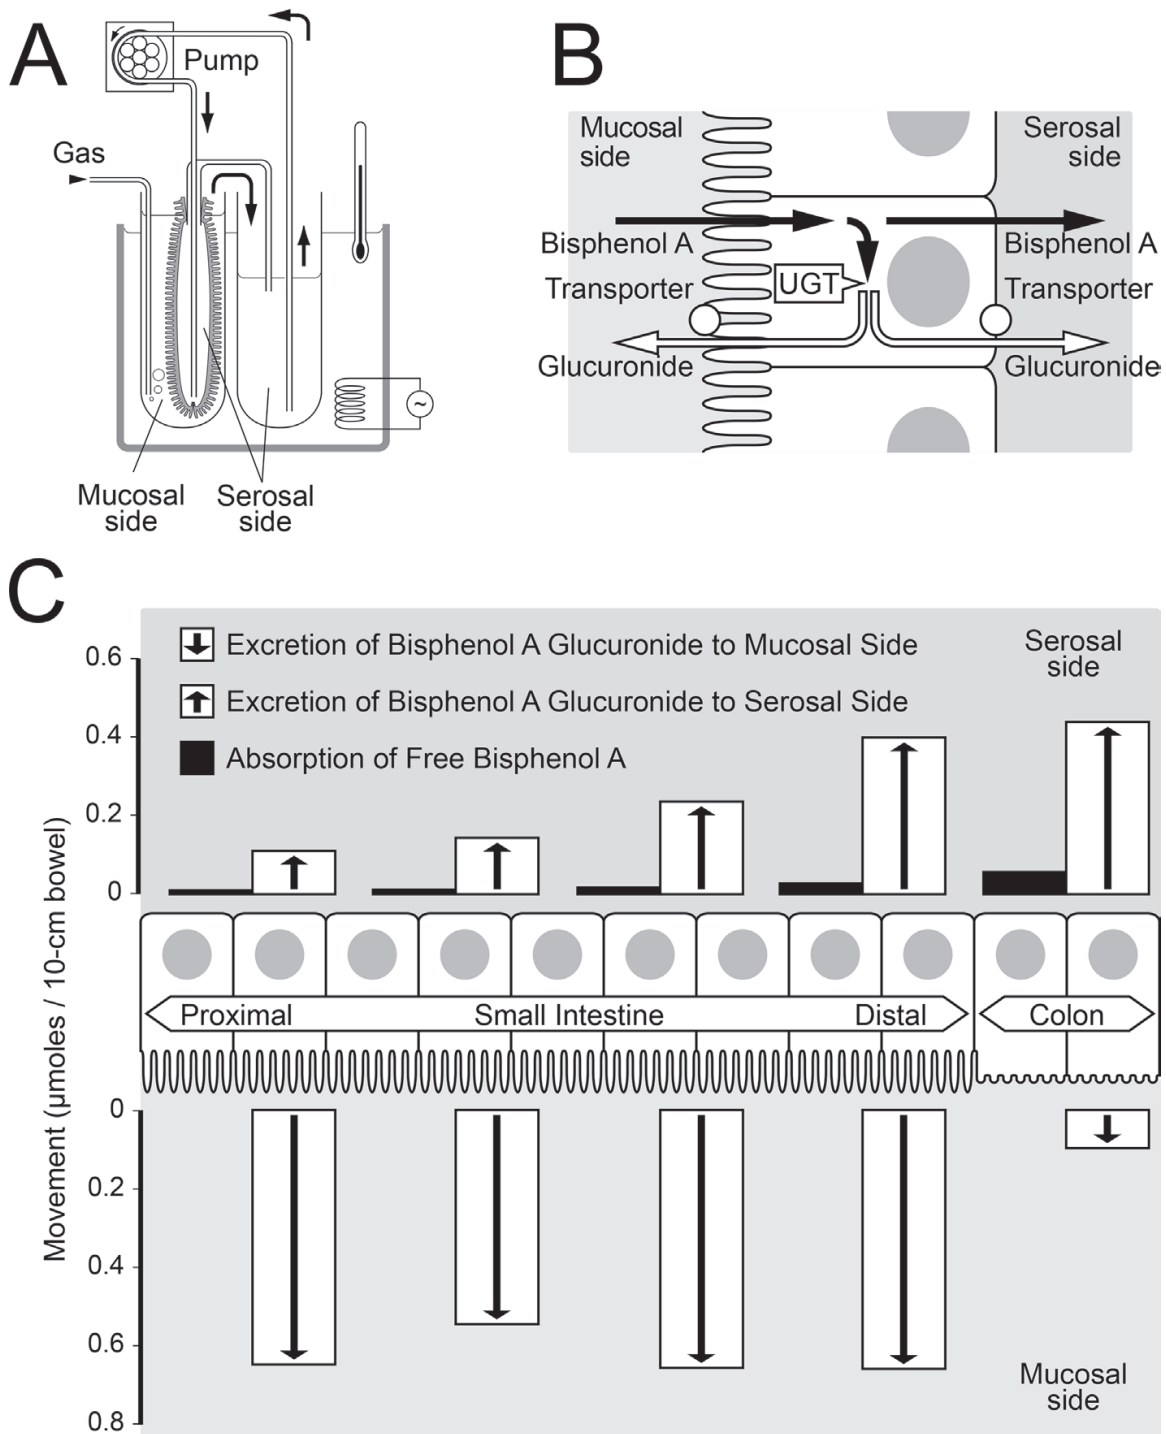 A
Pump
Gas
~
Mucosal
side
Serosal
side
B
Mucosal
side
Serosal
side
Bisphenol A
Bisphenol A
Transporter
UGT
Transporter
Glucuronide
Glucuronide
C
Excretion of Bisphenol A Glucuronide to Mucosal Side
Excretion of Bisphenol A Glucuronide to Serosal Side
Absorption of Free Bisphenol A
Serosal
side
0.6
0.4
0.2
0
Movement (μmoles / 10-cm bowel)
Proximal
Small Intestine
Distal
Colon
0
0.2
0.4
0.6
0.8
Mucosal
side